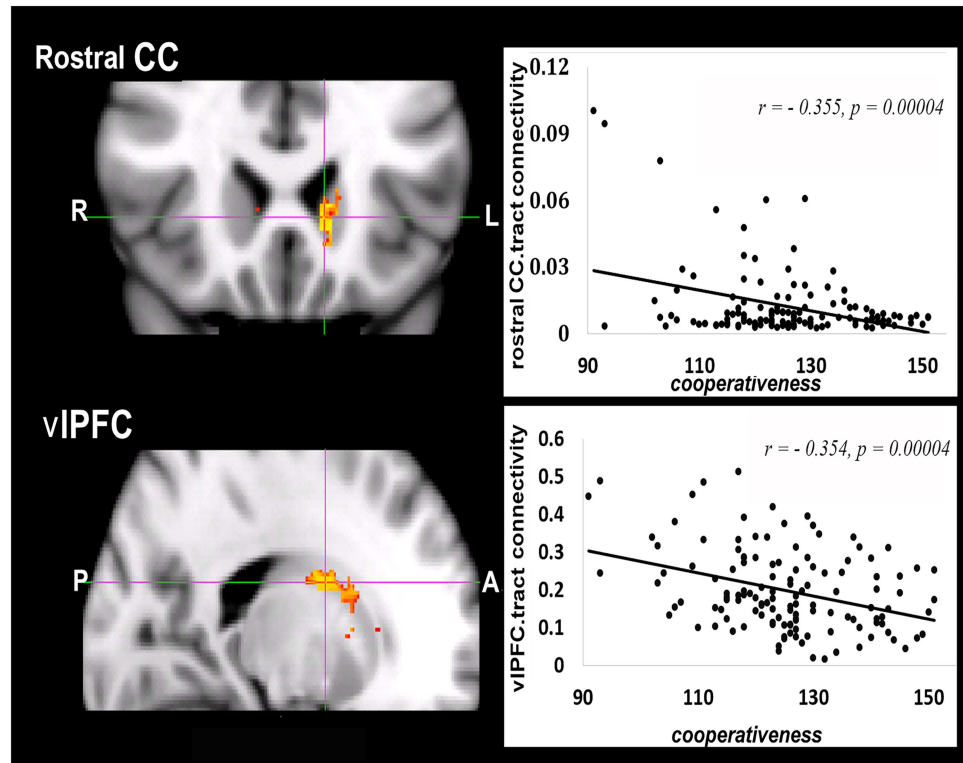 Rostral CC
R
L
rostral CC.tract connectivity
0.12
0.09
0.06
0.03
0
r = - 0.355, p = 0.00004
90
110
130
150
cooperativeness
vlPFC
P
A
vlPFC.tract connectivity
0.6
0.5
0.4
0.3
0.2
0.1
0
r = - 0.354, p = 0.00004
90
110
130
150
cooperativeness